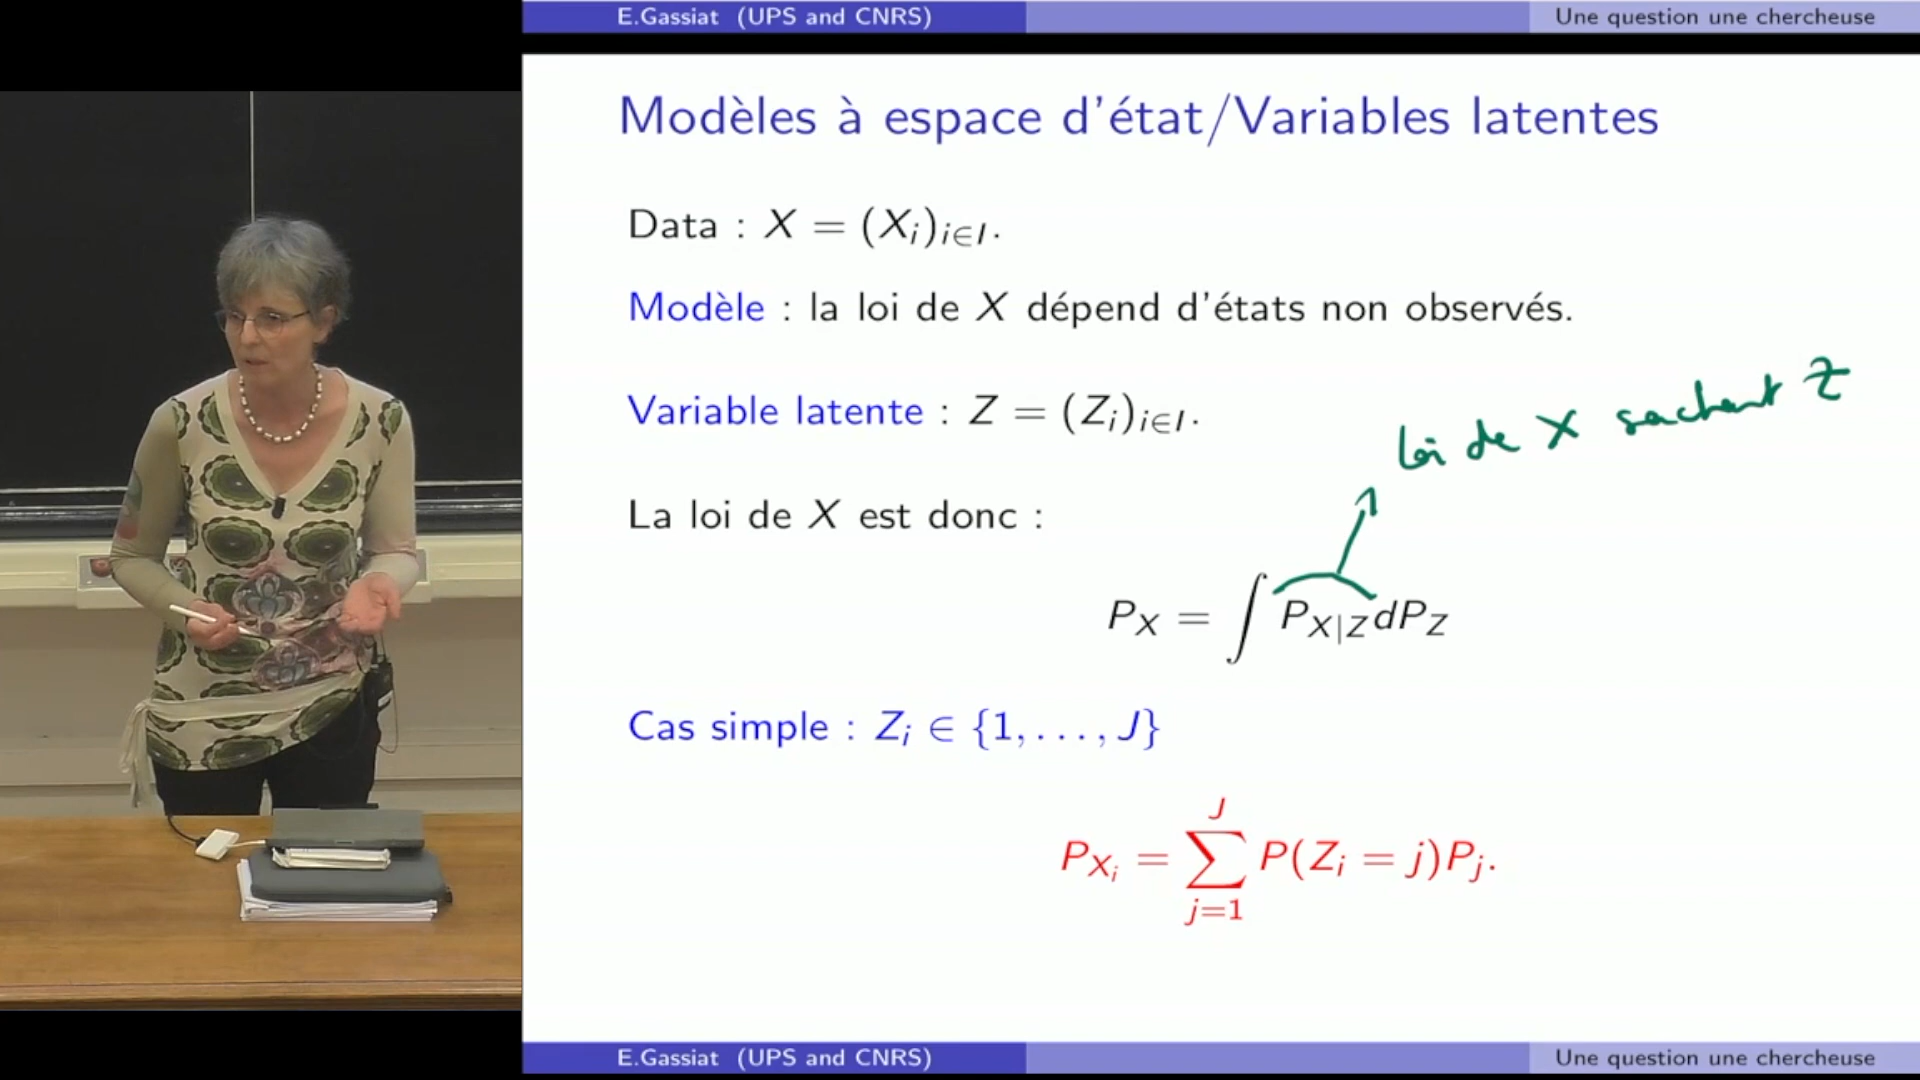 E.Gassiat (UPS and CNRS) Une question une chercheuse
Modèles à espace d'état/Variables latentes
Data : X = (X_i)_{i∈I}.
Modèle : la loi de X dépend d'états non observés.
Variable latente : Z = (Z_i)_{i∈I}.
loi de X sachant Z
La loi de X est donc :
P_X = ∫ P_{X|Z} dP_Z
Cas simple : Z_i ∈ {1, . . . , J}
P_{X_i} = ∑_{j=1}^{J} P(Z_i = j)P_j.
E.Gassiat (UPS and CNRS) Une question une chercheuse